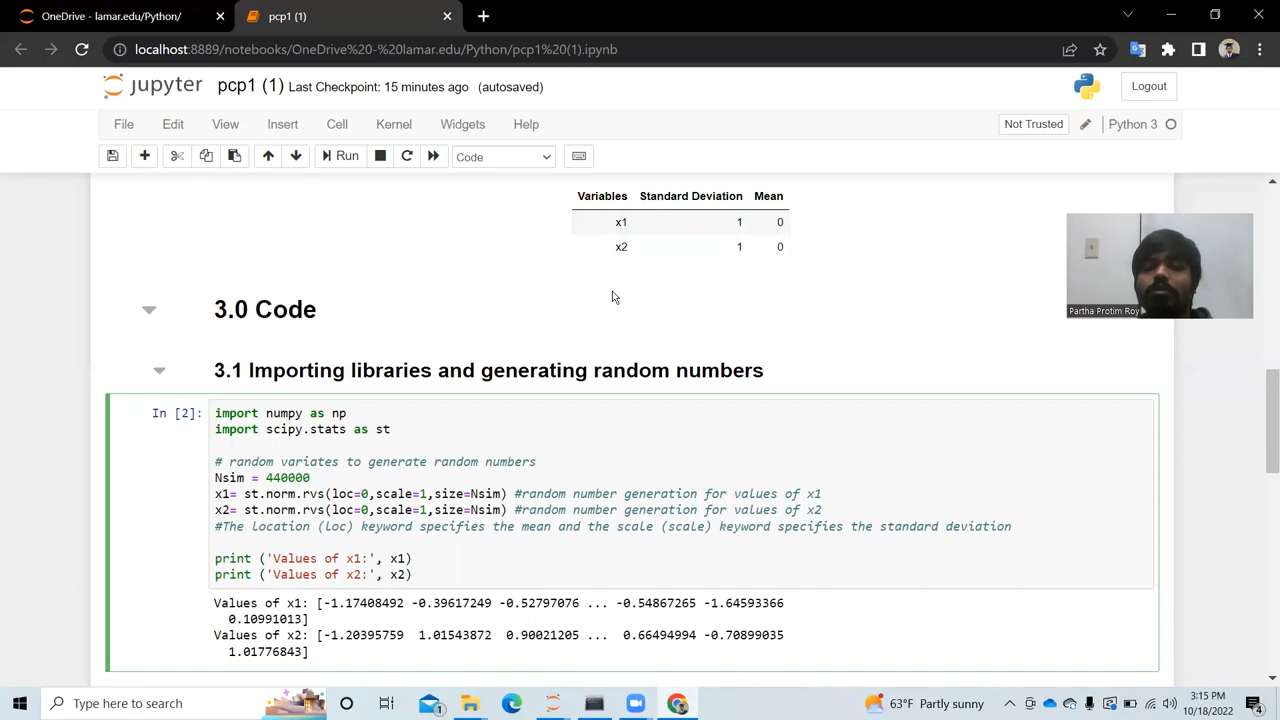 OneDrive - lamar.edu/Python/
pcp1 (1)
localhost:8889/notebooks/OneDrive%20-%20lamar.edu/Python/pcp1%20(1).ipynb
jupyter pcp1 (1) Last Checkpoint: 15 minutes ago (autosaved)
Logout
File Edit View Insert Cell Kernel Widgets Help
Not Trusted
Python 3
Run
Code
Variables Standard Deviation Mean
x1 1 0
x2 1 0
Partha Protim Roy
3.0 Code
3.1 Importing libraries and generating random numbers
In [2]: import numpy as np
import scipy.stats as st
# random variates to generate random numbers
Nsim = 440000
x1= st.norm.rvs(loc=0,scale=1,size=Nsim) #random number generation for values of x1
x2= st.norm.rvs(loc=0,scale=1,size=Nsim) #random number generation for values of x2
#The Location (loc) keyword specifies the mean and the scale (scale) keyword specifies the standard deviation
print ('Values of x1:', x1)
print ('Values of x2:', x2)
Values of x1: [-1.17408492 -0.39617249 -0.52797076 ... -0.54867265 -1.64593366
0.10991013]
Values of x2: [-1.20395759 1.01543872 0.90021205 ... 0.66494994 -0.70899035
1.01776843]
Type here to search
1
63°F Partly sunny
3:15 PM
10/18/2022
4